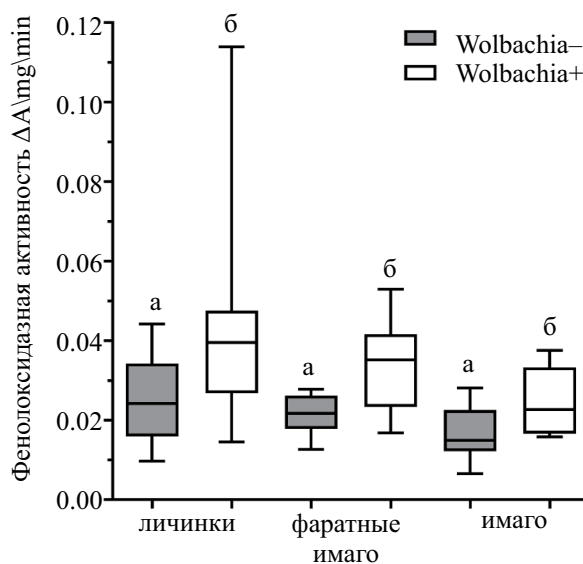 Фенолоксидазная активность ΔA\mg\min
0.12
0.10
0.08
0.06
0.04
0.02
0.00
Wolbachia–
Wolbachia+
а
б
а
б
а
б
личинки
фаратные
имаго
имаго